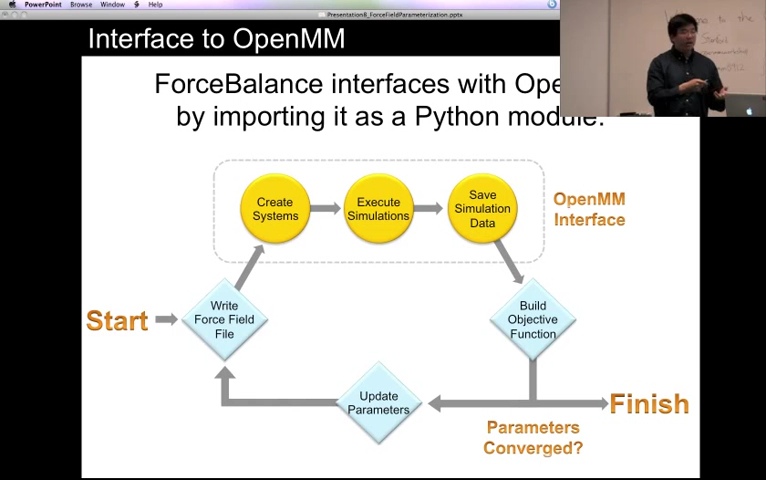 PowerPoint Browse Window Help
Presentation8_ForceFieldParameterization.pptx
Interface to OpenMM
ForceBalance interfaces with Ope
by importing it as a Python module.
Create
Systems
Execute
Simulations
Save
Simulation
Data
OpenMM
Interface
Start
Write
Force Field
File
Build
Objective
Function
Update
Parameters
Finish
Parameters
Converged?